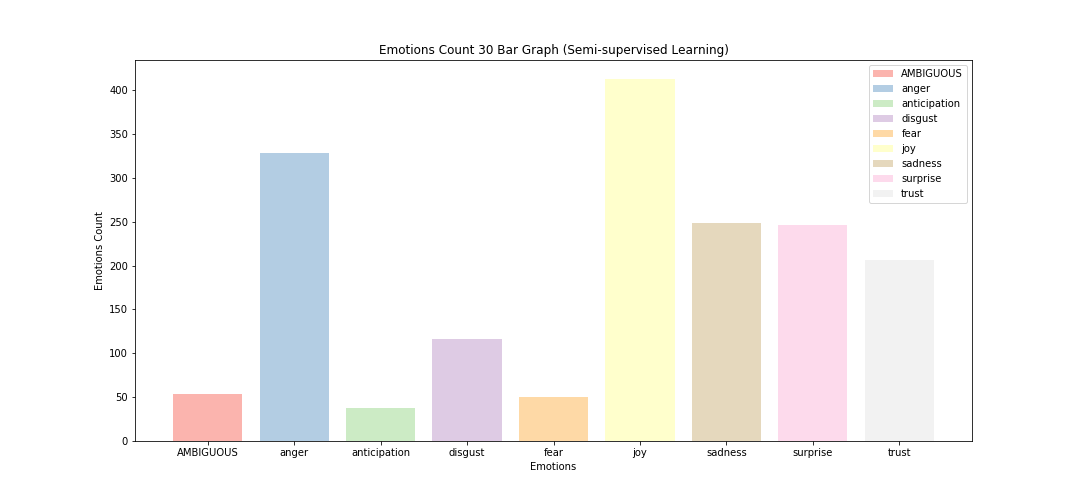 Emotions Count 30 Bar Graph (Semi-supervised Learning)
AMBIGUOUS
anger
anticipation
disgust
fear
joy
sadness
surprise
trust
Emotions Count
400
350
300
250
200
150
100
50
0
AMBIGUOUS anger anticipation disgust fear joy sadness surprise trust
Emotions